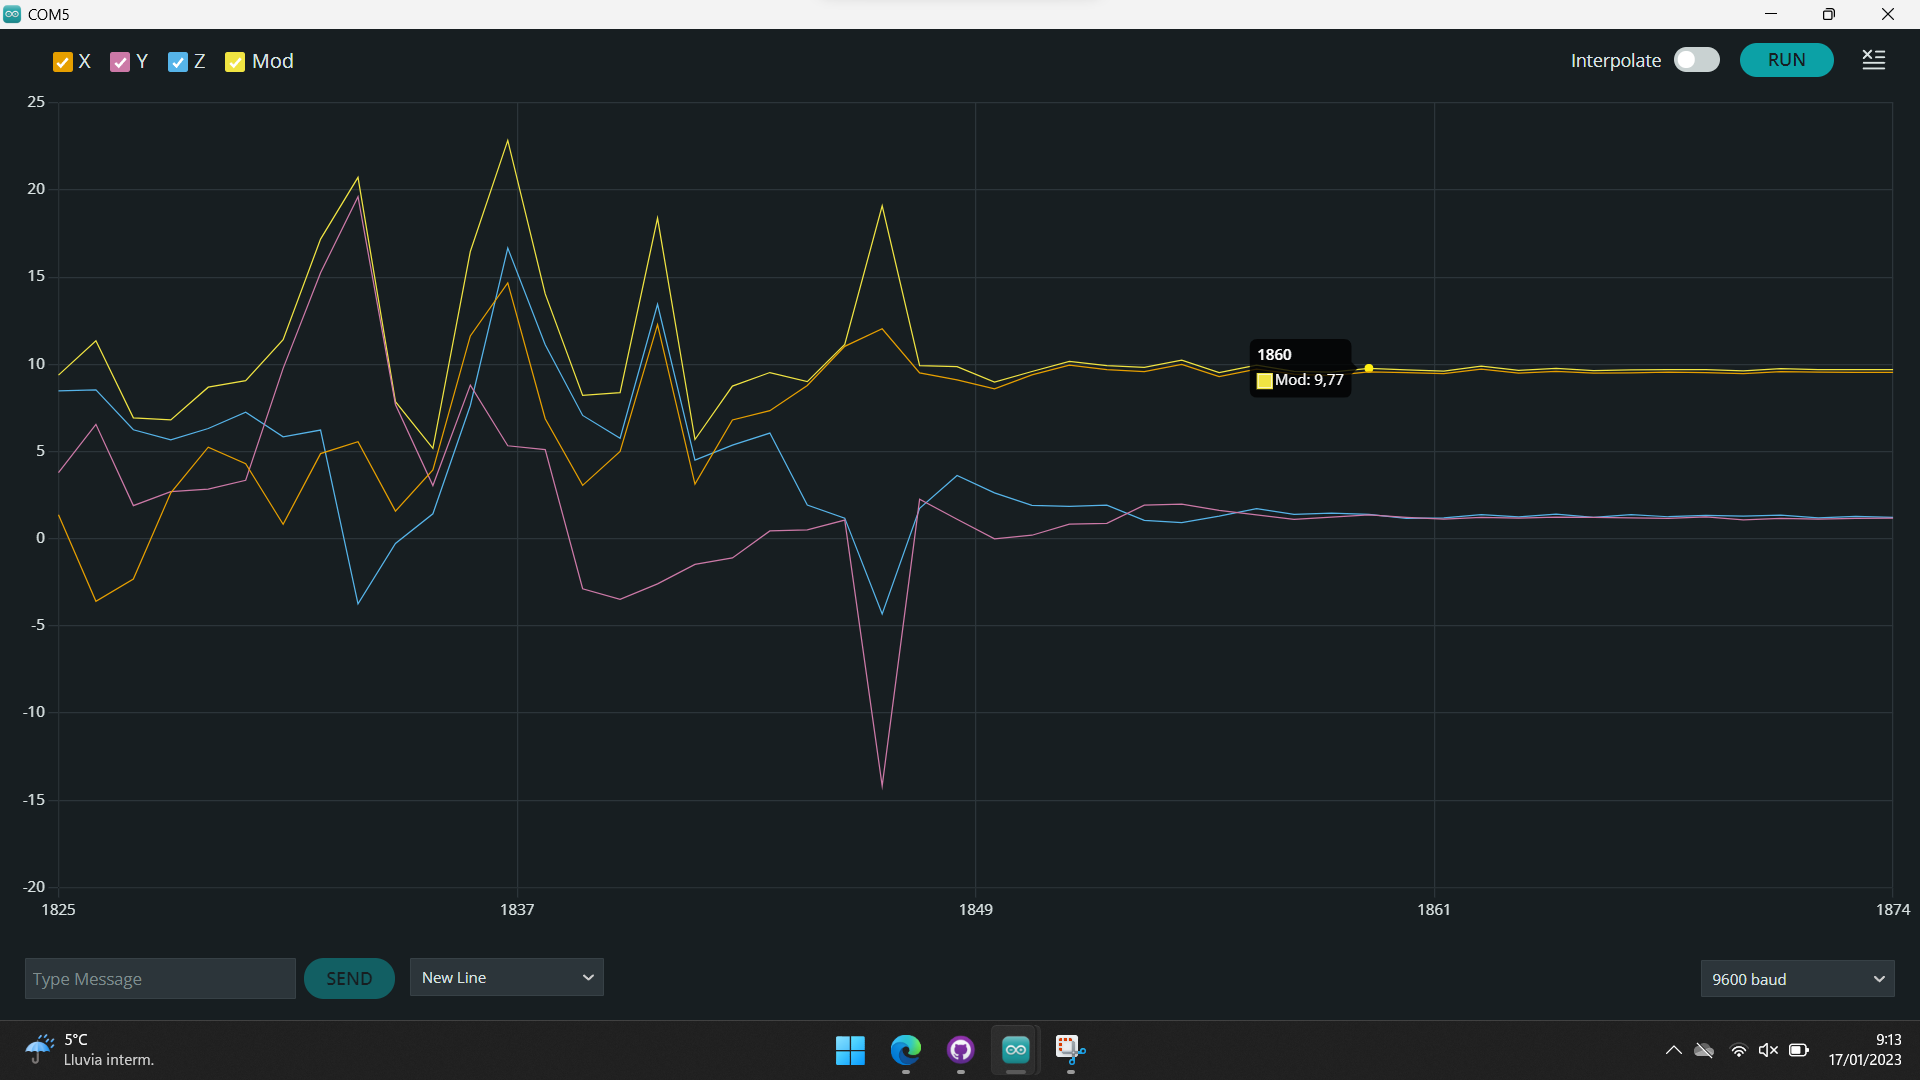 COM5
X Y Z Mod
Interpolate RUN
25
20
15
10
5
0
-5
-10
-15
-20
1860
Mod: 9,77
1825 1837 1849 1861 1874
Type Message SEND New Line 9600 baud
5°C
Lluvia interm.
9:13
17/01/2023